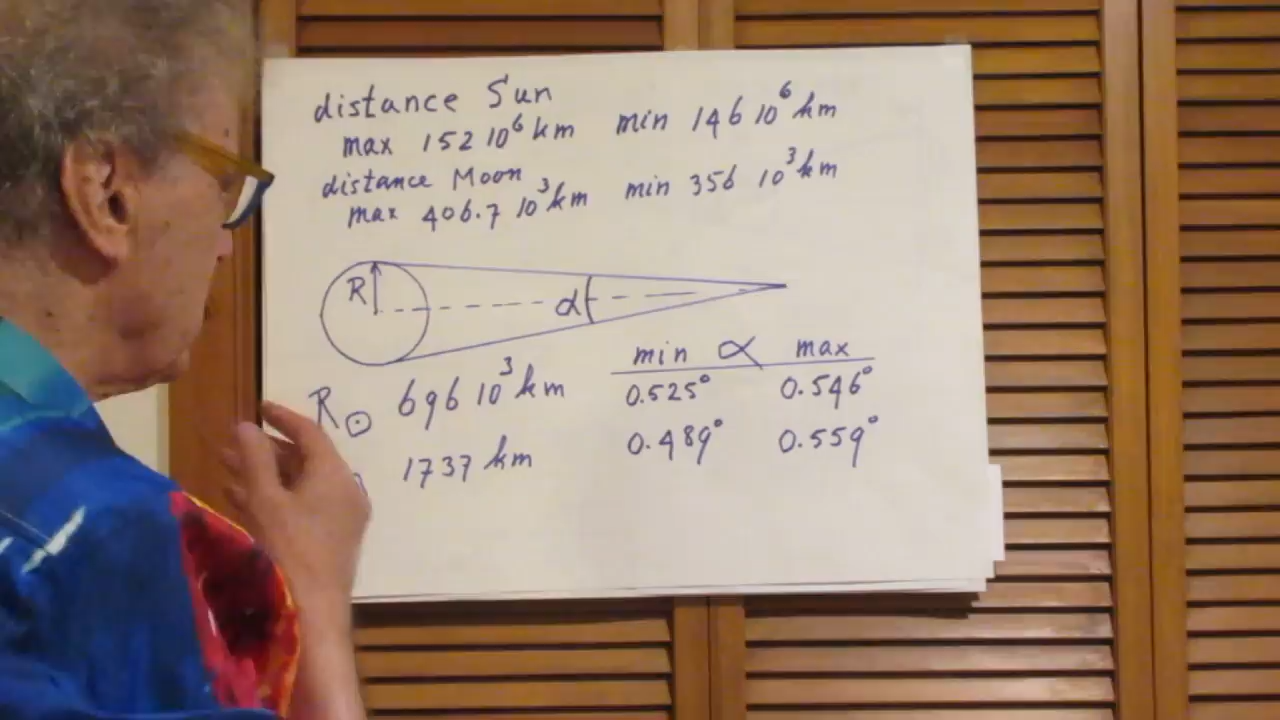 distance Sun
max 152 10⁶ km min 146 10⁶ km
distance Moon
max 406.7 10³ km min 356 10³ km
R
α
min α max
R☉ 696 10³ km 0.525° 0.546°
1737 km 0.489° 0.559°